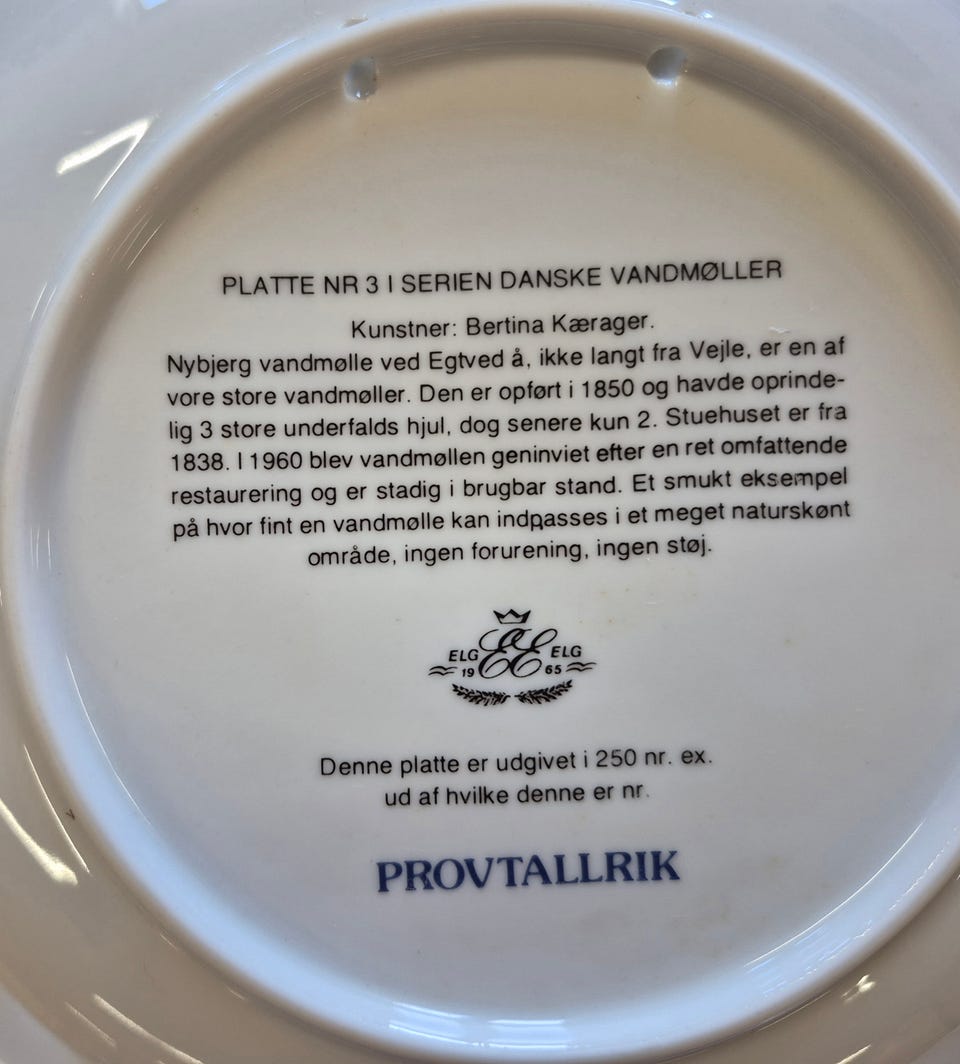 PLATTE NR 3 I SERIEN DANSKE VANDMØLLER
Kunstner: Bertina Kærager.
Nybjerg vandmølle ved Egtved å, ikke langt fra Vejle, er en af
vore store vandmøller. Den er opført i 1850 og havde oprinde-
lig 3 store underfalds hjul, dog senere kun 2. Stuehuset er fra
1838. I 1960 blev vandmøllen geninviet efter en ret omfattende
restaurering og er stadig i brugbar stand. Et smukt eksempel
på hvor fint en vandmølle kan indpasses i et meget naturskønt
område, ingen forurening, ingen støj.
ELG EE ELG
19 65
Denne platte er udgivet i 250 nr. ex.
ud af hvilke denne er nr.
PROVTALLRIK